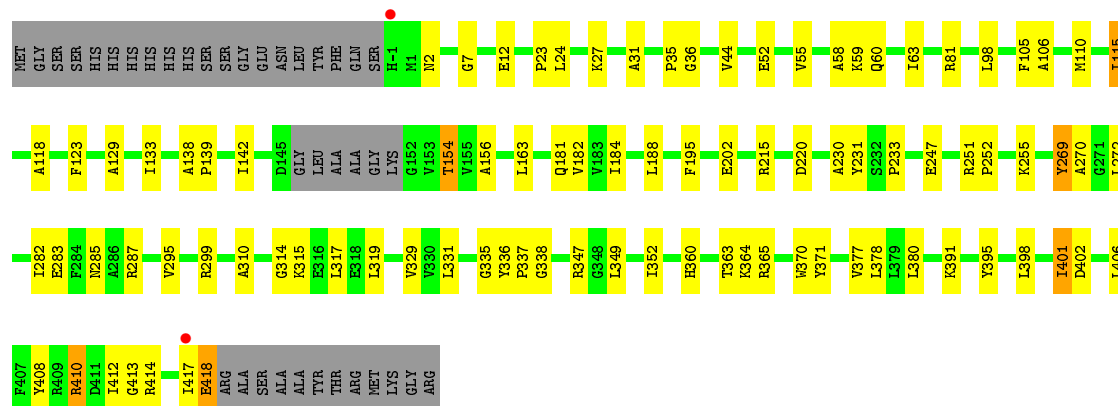 MET GLY SER SER HIS HIS HIS HIS HIS HIS SER SER GLY GLU ASN LEU TYR PHE GLN SER H-1 M1 N2 G7 E12 P23 L24 K27 A31 P35 G36 V44 E52 V55 A58 K59 Q60 I63 R81 L98 F105 A106 M110
A118 F123 A129 I133 A138 P139 I142 D145 GLY LEU ALA ALA GLY LYS G152 V153 T154 V155 A156 L163 Q181 V182 V183 I184 L188 F195 E202 R215 D220 A230 Y231 S232 P233 E247 R251 P252 K255 Y269 A270 G271
I282 E283 F284 N285 A286 R287 V295 R299 A310 G314 K315 E316 L317 E318 L319 V329 V330 L331 G335 Y336 P337 G338 R347 G348 L349 I352 H360 T363 K364 R365 W370 Y371 V377 L378 L379 L380 K391 Y395 L398 I401 D402
F407 Y408 R409 R410 D411 I412 G413 R414 I417 E418 ARG ALA SER ALA ALA TYR THR ARG MET LYS GLY ARG